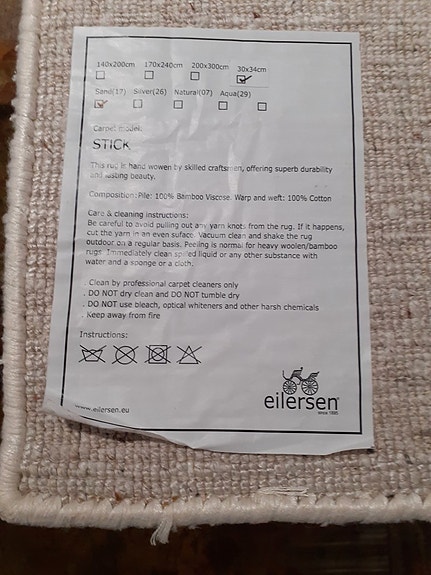 140x200cm 170x240cm 200x300cm 30x34cm
Sand(17) Silver(26) Natural(07) Aqua(29)
Carpet model:
STICK
This rug is hand wowen by skilled craftsmen, offering superb durability
and lasting beauty.
Composition: Pile: 100% Bamboo Viscose. Warp and weft: 100% Cotton
Care & cleaning instructions:
Be careful to avoid pulling out any yarn knots from the rug. If it happens,
cut the yarn in an even suface. Vacuum clean and shake the rug
outdoor on a regular basis. Peeling is normal for heavy woolen/bamboo
rugs. Immediately clean spilled liquid or any other substance with
water and a sponge or a cloth.
. Clean by professional carpet cleaners only
. DO NOT dry clean and DO NOT tumble dry
. DO NOT use bleach, optical whiteners and other harsh chemicals
. Keep away from fire
Instructions:
eilersen®
since 1895
www.eilersen.eu